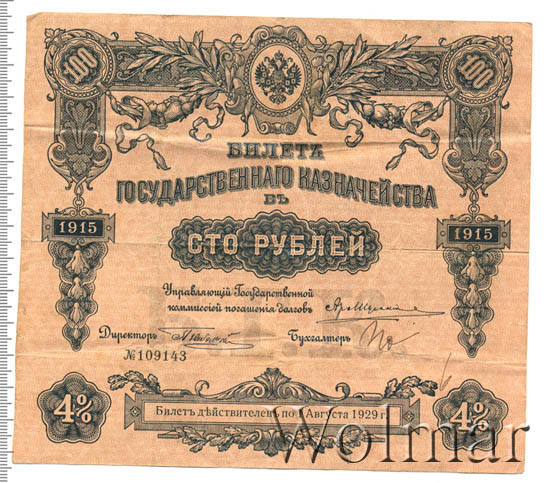 100 100
БИЛЕТЪ
ГОСУДАРСТВЕННАГО КАЗНАЧЕЙСТВА
ВЪ
1915 1915
СТО РУБЛЕЙ
Управляющій Государственной
коммиссіей погашенія долговъ
Директоръ Бухгалтеръ
№109143
4% 4%
Билетъ дѣйствителенъ по 1 Августа 1929 г.
Wolmar